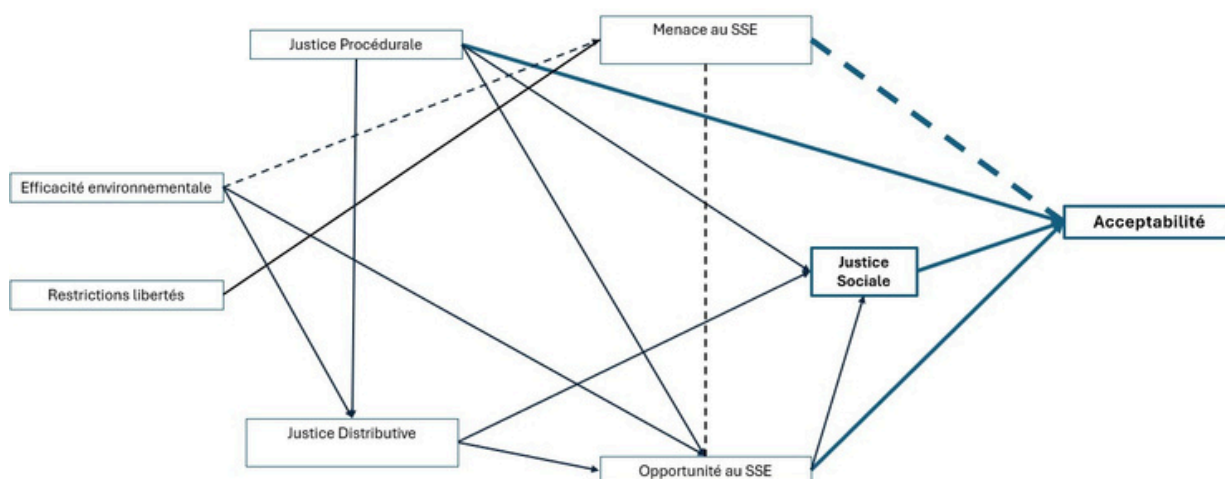 Menace au SSE
Justice Procédurale
Efficacité environnementale
Acceptabilité
Justice
Sociale
Restrictions libertés
Justice Distributive
Opportunité au SSE